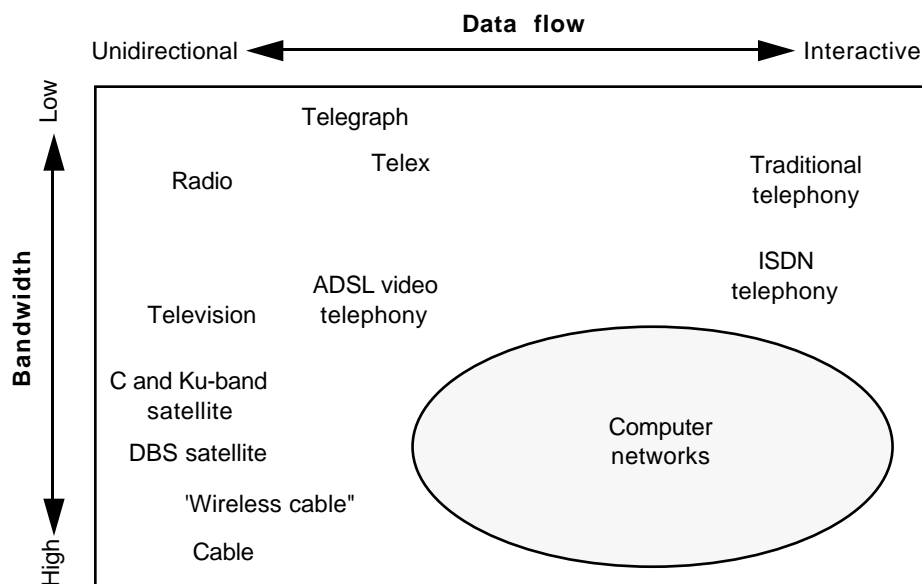 Data flow
Unidirectional
Interactive
Low
Bandwidth
High
Telegraph
Telex
Radio
Traditional
telephony
ISDN
telephony
ADSL video
telephony
Television
C and Ku-band
satellite
DBS satellite
'Wireless cable"
Cable
Computer
networks